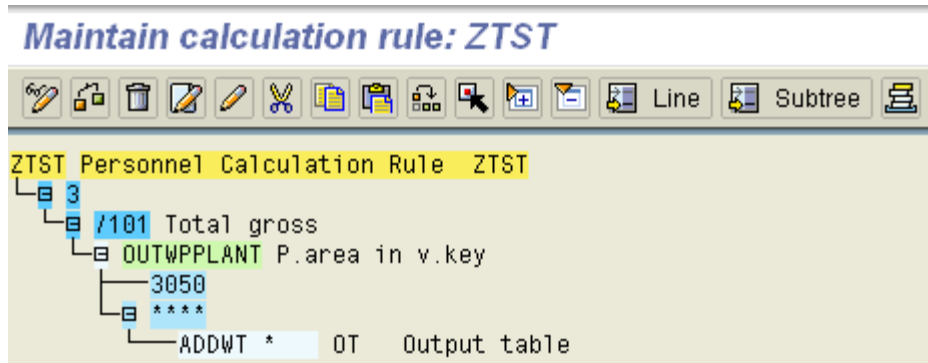 Maintain calculation rule: ZTST
Line Subtree
ZTST Personnel Calculation Rule ZTST
3
/101 Total gross
OUTWPPLANT P.area in v.key
3050
****
ADDWT * OT Output table